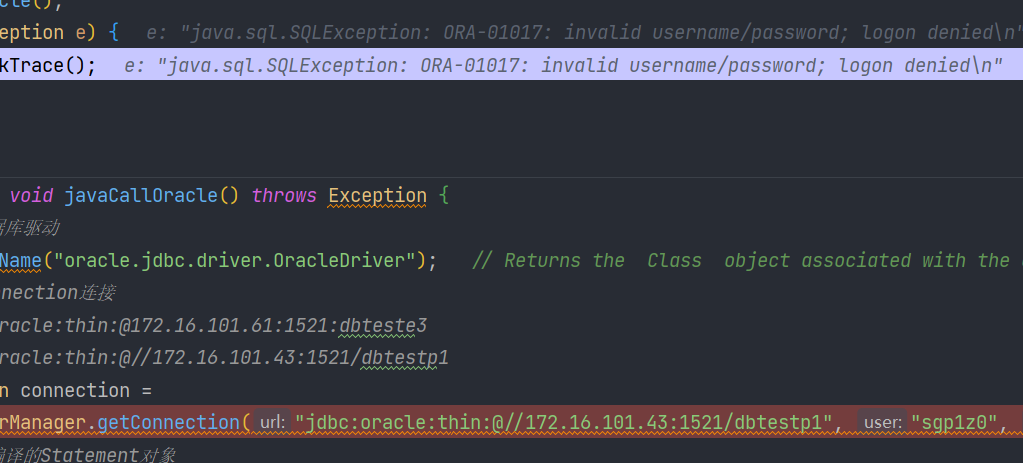 cle();
eption e) {   e: "java.sql.SQLException: ORA-01017: invalid username/password; logon denied\n"
kTrace();   e: "java.sql.SQLException: ORA-01017: invalid username/password; logon denied\n"
void javaCallOracle() throws Exception {
据库驱动
Name("oracle.jdbc.driver.OracleDriver");   // Returns the  Class  object associated with the
nnection连接
racle:thin:@172.16.101.61:1521:dbteste3
racle:thin:@//172.16.101.43:1521/dbtestp1
n connection =
rManager.getConnection( url: "jdbc:oracle:thin:@//172.16.101.43:1521/dbtestp1", user: "sgp1z0",
编译的Statement对象